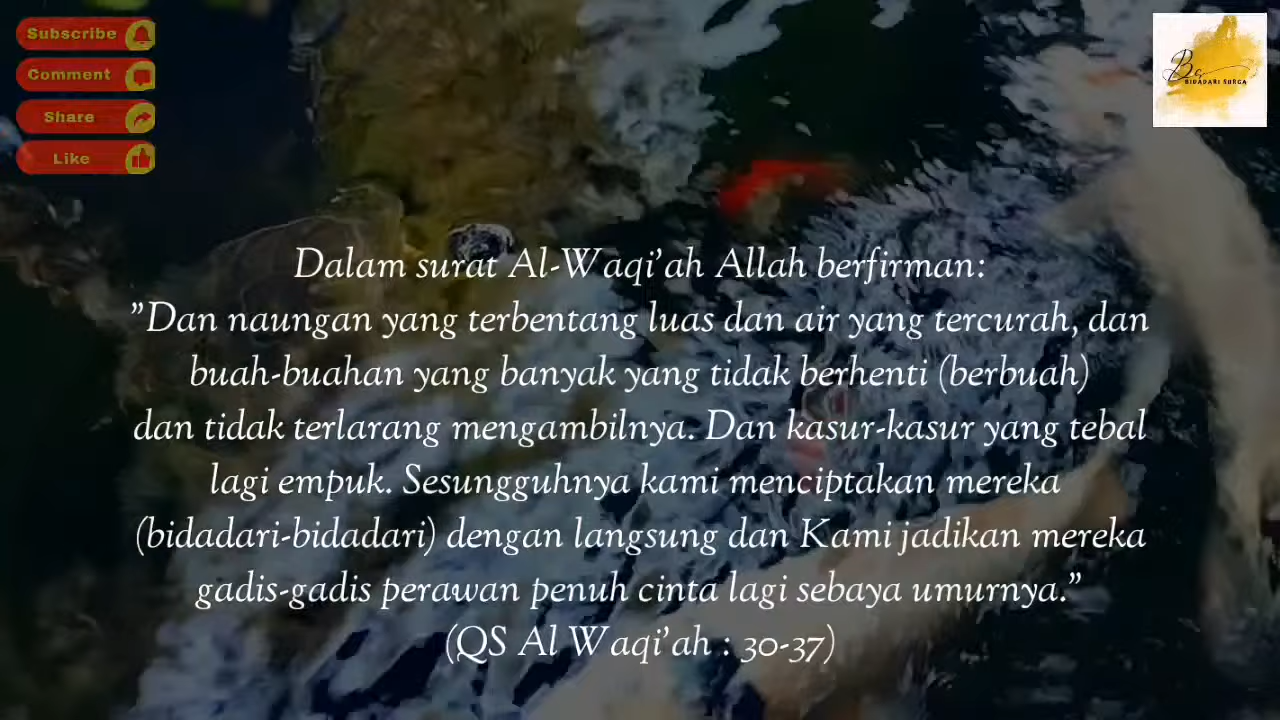 Subscribe
Comment
Share
Like
Bs
BIDADARI SURGA
Dalam surat Al-Waqi'ah Allah berfirman:
"Dan naungan yang terbentang luas dan air yang tercurah, dan
buah-buahan yang banyak yang tidak berhenti (berbuah)
dan tidak terlarang mengambilnya. Dan kasur-kasur yang tebal
lagi empuk. Sesungguhnya kami menciptakan mereka
(bidadari-bidadari) dengan langsung dan Kami jadikan mereka
gadis-gadis perawan penuh cinta lagi sebaya umurnya."
(QS Al Waqi'ah : 30-37)